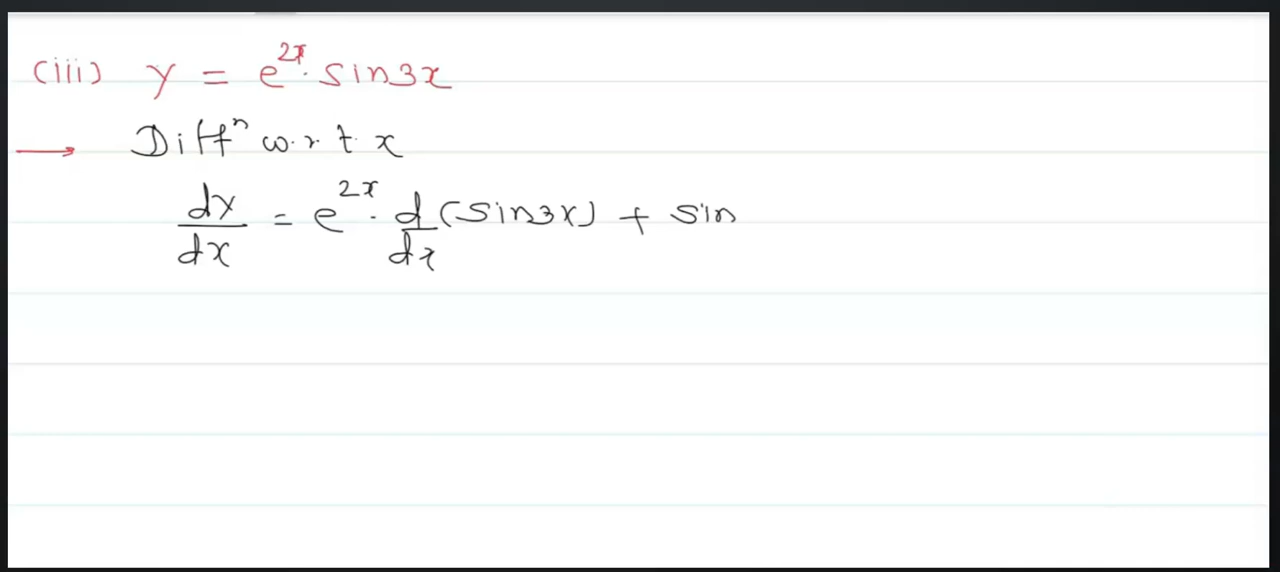 (iii) y = e^2x · sin3x
→ Diffⁿ w.r.t. x
dy/dx = e^2x · d/dx (sin3x) + sin